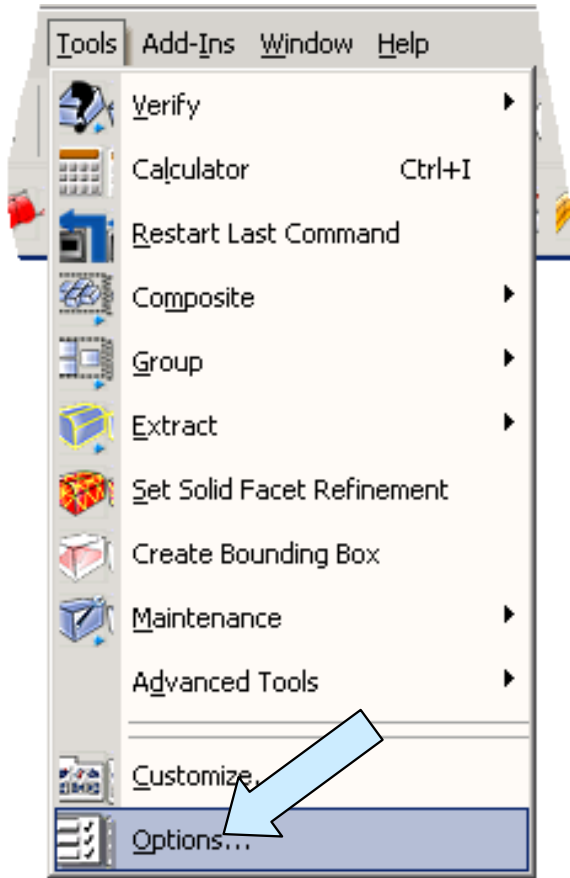 Tools Add-Ins Window Help
Verify
Calculator Ctrl+I
Restart Last Command
Composite
Group
Extract
Set Solid Facet Refinement
Create Bounding Box
Maintenance
Advanced Tools
Customize.
Options...